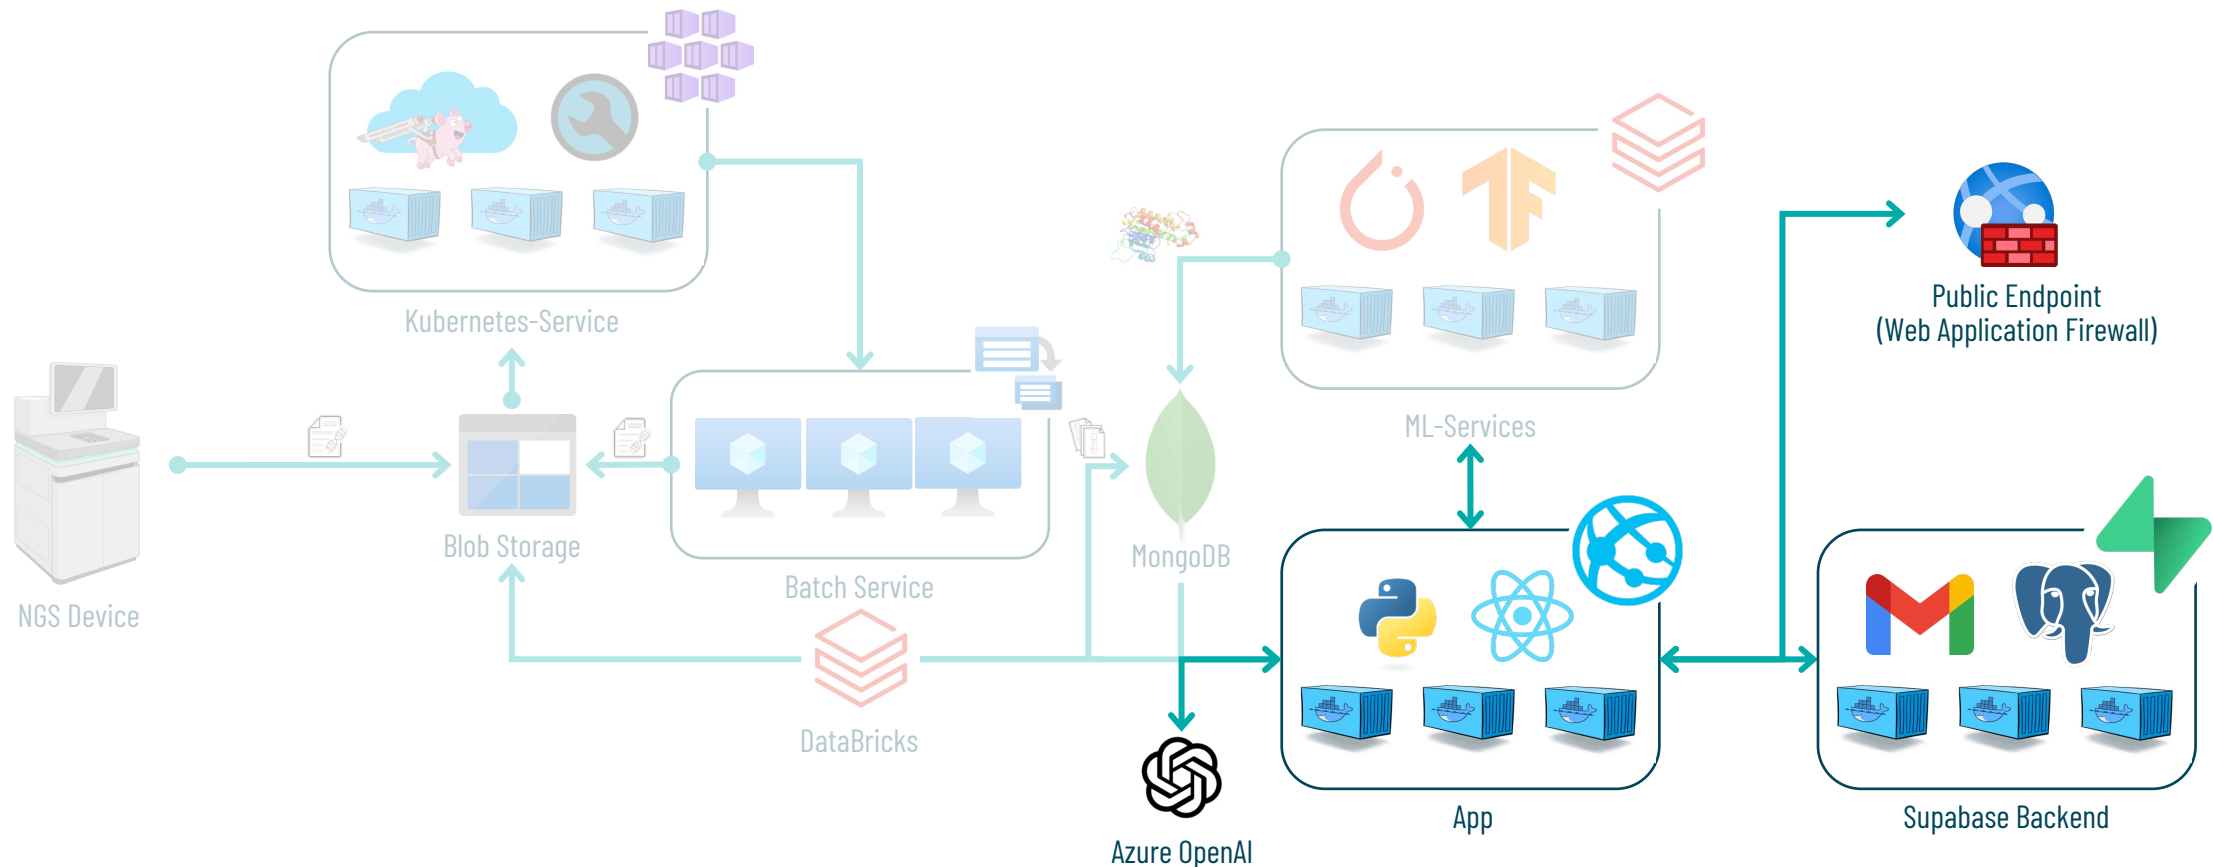 Kubernetes-Service
Public Endpoint
(Web Application Firewall)
ML-Services
Blob Storage
MongoDB
Batch Service
NGS Device
DataBricks
App
Supabase Backend
Azure OpenAI